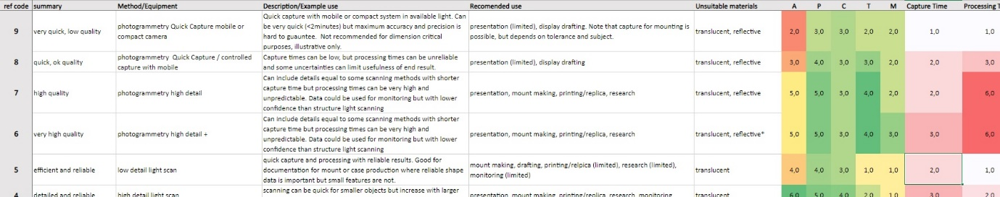 ref code summary Method/Equipment Description/Example use Recomended use Unsuitable materials A P C T M Capture Time Processing T
Quick capture with mobile or compact system in available light. Can
be very quick (<2minutes) but maximum accuracy and precision is
hard to guauntee. Not recommended for dimension critical
purposes, illustrative only.
9 very quick, low quality
photogrammetry Quick Capture mobile or
compact camera
presentation (limited), display drafting. Note that capture for mounting is
possible, but depends on tolerance and subject.
translucent, reflective 2,0 3,0 3,0 2,0 2,0 1,0 1,0
8 quick, ok quality
photogrammetry Quick Capture / controlled
capture with mobile
Capture times can be low, but processing times can be unreliable
and some uncertainties can limit usefulness of end result.
presentation (limited), display drafting translucent, reflective 3,0 4,0 3,0 3,0 2,0 2,0 3,0
Can include details equal to some scanning methods with shorter
capture time but processing times can be very high and
unpredictable. Data could be used for monitoring but with lower
confidence than structure light scanning
7 high quality photogrammetry high detail presentation, mount making, printing/replica, research translucent, reflective 5,0 5,0 3,0 4,0 2,0 2,0 6,0
Can include details equal to some scanning methods with shorter
capture time but processing times can be very high and
unpredictable. Data could be used for monitoring but with lower
confidence than structure light scanning
6 very high quality photogrammetry high detail + presentation, mount making, printing/replica, research translucent, reflective* 5,0 5,0 3,0 4,0 3,0 3,0 6,0
quick capture and processing with reliable results. Good for
documentation for mount or case production where reliable shape
data is important but small features are not.
5 efficient and reliable low detail light scan
mount making, drafting, printing/relpica (limited), research (limited),
monitoring (limited)
translucent 4,0 4,0 3,0 1,0 1,0 2,0 1,0
scanning can be quick for smaller objects but increase with larger
4 detailed and reliable high detail light scan presentation, mount making, printing/replica, research, monitoring translucent 6,0 5,0 4,0 2,0 1,0 3,0 2,0